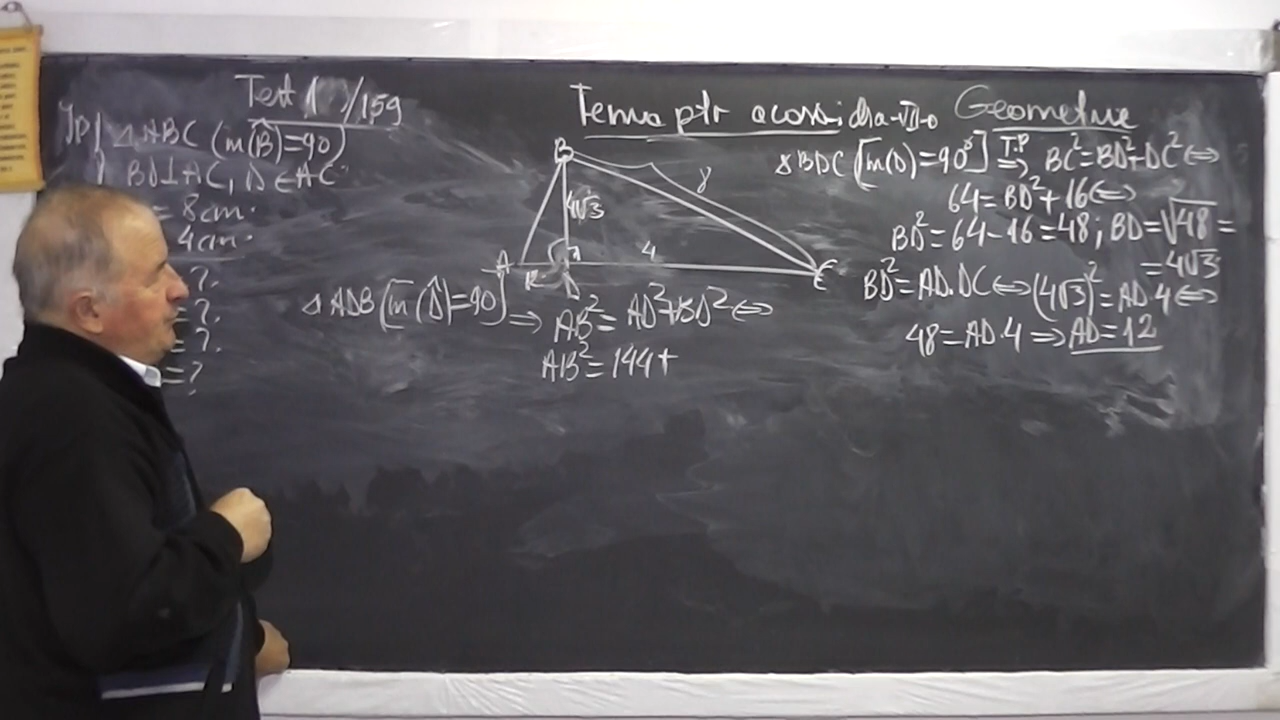 Test 1 /159
Tema ptr acasă cls a-VII-a Geometrie
Ip| △ABC (m(B̂)=90)
BD⊥AC, D∈AC
= 8cm.
4cm.
=?.
=?.
=?.
=?
B
4√3
8
A
12
D
4
C
△ADB (m(D̂)=90] ⇒ AB²=AD²+BD² ⇔
AB²=144+
△BDC [m(D)=90°] T.P ⇒ BC²=BD²+DC² ⇔
64=BD²+16 ⇔
BD²=64-16=48; BD=√48=
=4√3
BD²=AD.DC ⇔ (4√3)²=AD.4 ⇔
48=AD.4 ⇒ AD=12